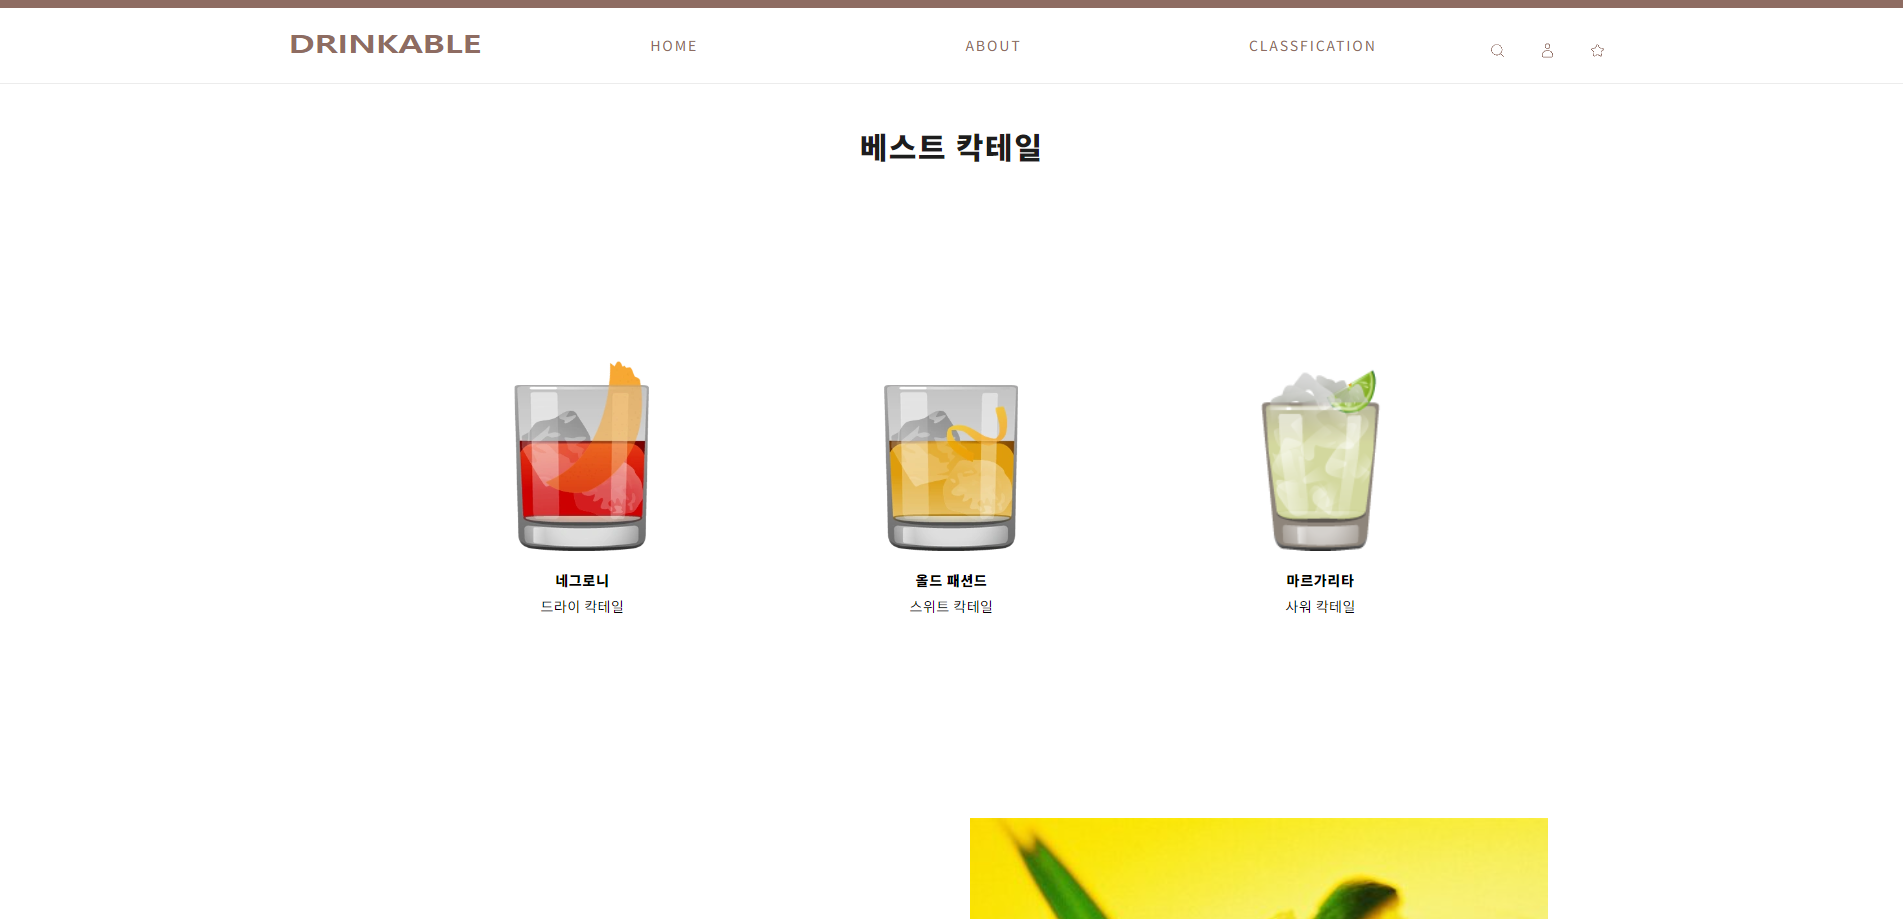 DRINKABLE
HOME
ABOUT
CLASSFICATION
베스트 칵테일
네그로니
드라이 칵테일
올드 패션드
스위트 칵테일
마르가리타
사워 칵테일